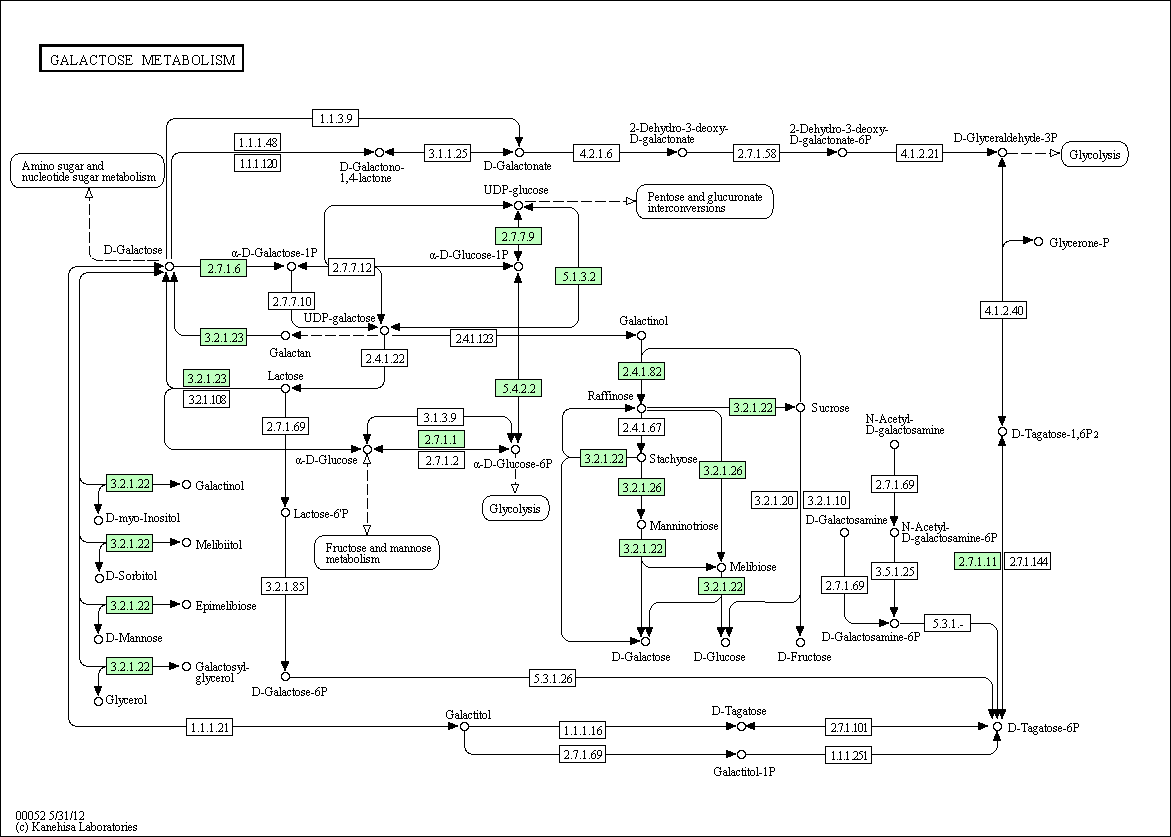 GALACTOSE METABOLISM
1.1.3.9
1.1.1.48
1.1.1.120
D-Galactono-
1,4-lactone
3.1.1.25
D-Galactonate
4.2.1.6
2-Dehydro-3-deoxy-
D-galactonate
2.7.1.58
2-Dehydro-3-deoxy-
D-galactonate-6P
4.1.2.21
D-Glyceraldehyde-3P
Glycolysis
Amino sugar and
nucleotide sugar metabolism
UDP-glucose
Pentose and glucuronate
interconversions
2.7.7.9
Glycerone-P
D-Galactose
2.7.1.6
α-D-Galactose-1P
2.7.7.12
α-D-Glucose-1P
5.1.3.2
2.7.7.10
4.1.2.40
UDP-galactose
3.2.1.23
Galactan
2.4.1.123
Galactinol
2.4.1.22
Lactose
3.2.1.23
3.2.1.108
5.4.2.2
2.4.1.82
Raffinose
3.2.1.22
Sucrose
2.7.1.69
3.1.3.9
2.7.1.1
2.7.1.2
α-D-Glucose
α-D-Glucose-6P
2.4.1.67
3.2.1.22
Stachyose
3.2.1.26
3.2.1.26
N-Acetyl-
D-galactosamine
D-Tagatose-1,6P2
2.7.1.69
3.2.1.22
Galactinol
D-myo-Inositol
Lactose-6'P
Glycolysis
3.2.1.20
3.2.1.10
Manninotriose
D-Galactosamine
N-Acetyl-
D-galactosamine-6P
3.2.1.22
Melibiitol
D-Sorbitol
Fructose and mannose
metabolism
3.2.1.22
Melibiose
3.2.1.22
2.7.1.11
2.7.1.144
3.5.1.25
2.7.1.69
3.2.1.85
3.2.1.22
Epimelibiose
D-Mannose
D-Galactosamine-6P
5.3.1.-
D-Galactose
D-Glucose
D-Fructose
3.2.1.22
Galactosyl-
glycerol
Glycerol
D-Galactose-6P
5.3.1.26
1.1.1.21
Galactitol
1.1.1.16
D-Tagatose
2.7.1.101
D-Tagatose-6P
2.7.1.69
Galactitol-1P
1.1.1.251
00052 5/31/12
(c) Kanehisa Laboratories